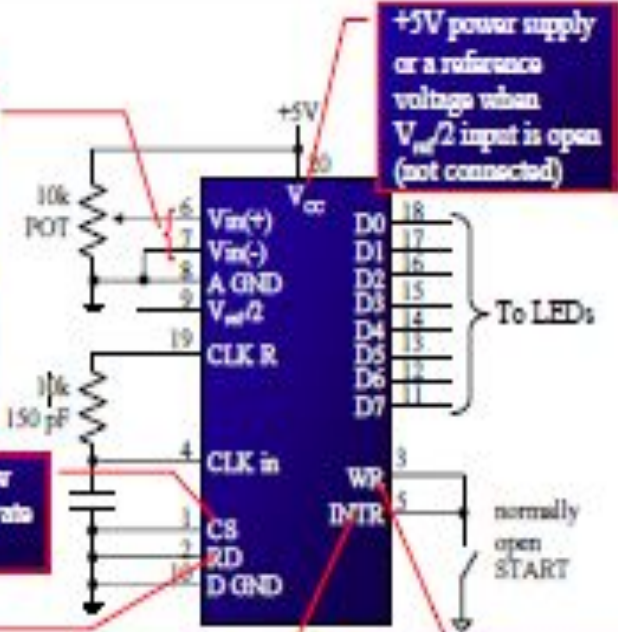 +5V power supply
or a reference
voltage when
Vref/2 input is open
(not connected)
+5V
20
Vcc
10k
POT
6
Vin(+)
7
Vin(-)
8
A GND
9
Vref/2
19
CLK R
10k
150 pF
4
CLK in
1
CS
2
RD
10
D GND
D0
18
D1
17
D2
16
D3
15
D4
14
D5
13
D6
12
D7
11
To LEDs
WR
3
INTR
5
normally
open
START